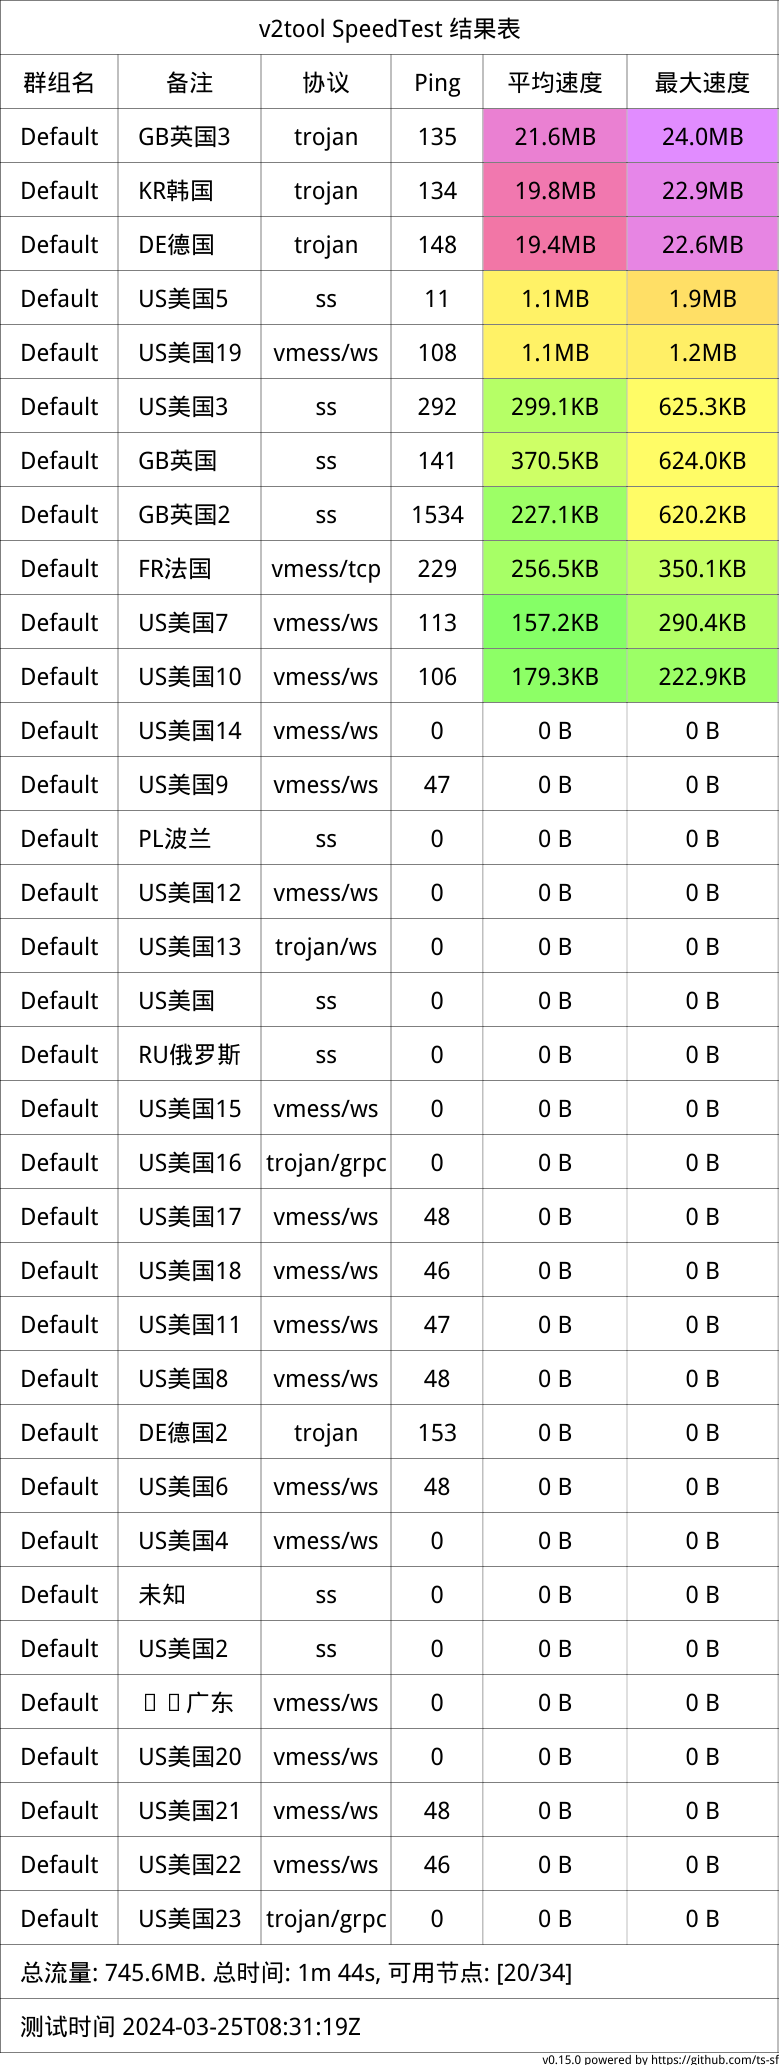 v2tool SpeedTest 结果表
群组名 备注 协议 Ping 平均速度 最大速度
Default GB英国3 trojan 135 21.6MB 24.0MB
Default KR韩国 trojan 134 19.8MB 22.9MB
Default DE德国 trojan 148 19.4MB 22.6MB
Default US美国5 ss 11 1.1MB 1.9MB
Default US美国19 vmess/ws 108 1.1MB 1.2MB
Default US美国3 ss 292 299.1KB 625.3KB
Default GB英国 ss 141 370.5KB 624.0KB
Default GB英国2 ss 1534 227.1KB 620.2KB
Default FR法国 vmess/tcp 229 256.5KB 350.1KB
Default US美国7 vmess/ws 113 157.2KB 290.4KB
Default US美国10 vmess/ws 106 179.3KB 222.9KB
Default US美国14 vmess/ws 0 0 B 0 B
Default US美国9 vmess/ws 47 0 B 0 B
Default PL波兰 ss 0 0 B 0 B
Default US美国12 vmess/ws 0 0 B 0 B
Default US美国13 trojan/ws 0 0 B 0 B
Default US美国 ss 0 0 B 0 B
Default RU俄罗斯 ss 0 0 B 0 B
Default US美国15 vmess/ws 0 0 B 0 B
Default US美国16 trojan/grpc 0 0 B 0 B
Default US美国17 vmess/ws 48 0 B 0 B
Default US美国18 vmess/ws 46 0 B 0 B
Default US美国11 vmess/ws 47 0 B 0 B
Default US美国8 vmess/ws 48 0 B 0 B
Default DE德国2 trojan 153 0 B 0 B
Default US美国6 vmess/ws 48 0 B 0 B
Default US美国4 vmess/ws 0 0 B 0 B
Default 未知 ss 0 0 B 0 B
Default US美国2 ss 0 0 B 0 B
Default 广东 vmess/ws 0 0 B 0 B
Default US美国20 vmess/ws 0 0 B 0 B
Default US美国21 vmess/ws 48 0 B 0 B
Default US美国22 vmess/ws 46 0 B 0 B
Default US美国23 trojan/grpc 0 0 B 0 B
总流量: 745.6MB. 总时间: 1m 44s, 可用节点: [20/34]
测试时间 2024-03-25T08:31:19Z
v0.15.0 powered by https://github.com/ts-sf